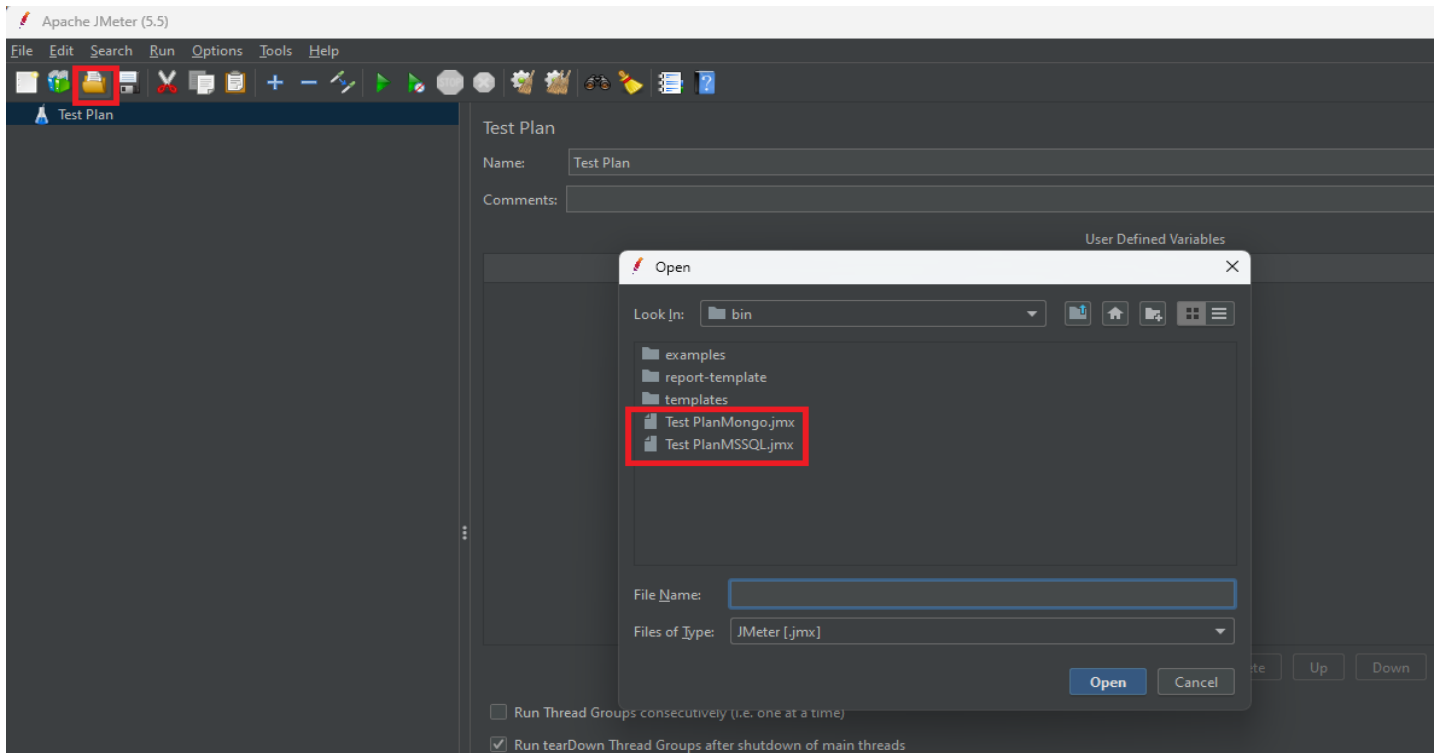 Apache JMeter (5.5)
File Edit Search Run Options Tools Help
STOP
Test Plan
Test Plan
Name: Test Plan
Comments:
User Defined Variables
Open
Look In: bin
examples
report-template
templates
Test PlanMongo.jmx
Test PlanMSSQL.jmx
File Name:
Files of Type: JMeter [.jmx]
Open Cancel
Up Down
Run Thread Groups consecutively (i.e. one at a time)
Run tearDown Thread Groups after shutdown of main threads